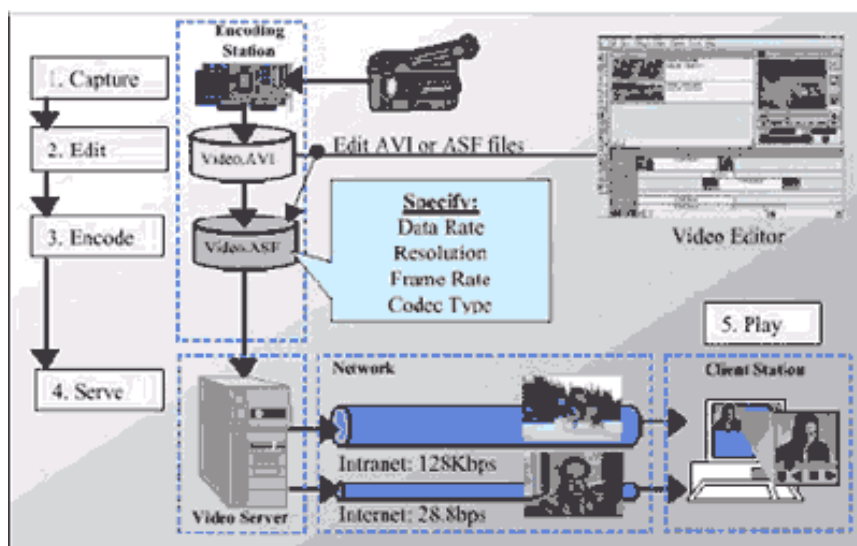 Encoding
Station
1. Capture
2. Edit
3. Encode
4. Serve
Video.AVI
Edit AVI or ASF files
Video.ASF
Specify:
Data Rate
Resolution
Frame Rate
Codec Type
Video Editor
5. Play
Network
Client Station
Intranet: 128Kbps
Internet: 28.8bps
Video Server